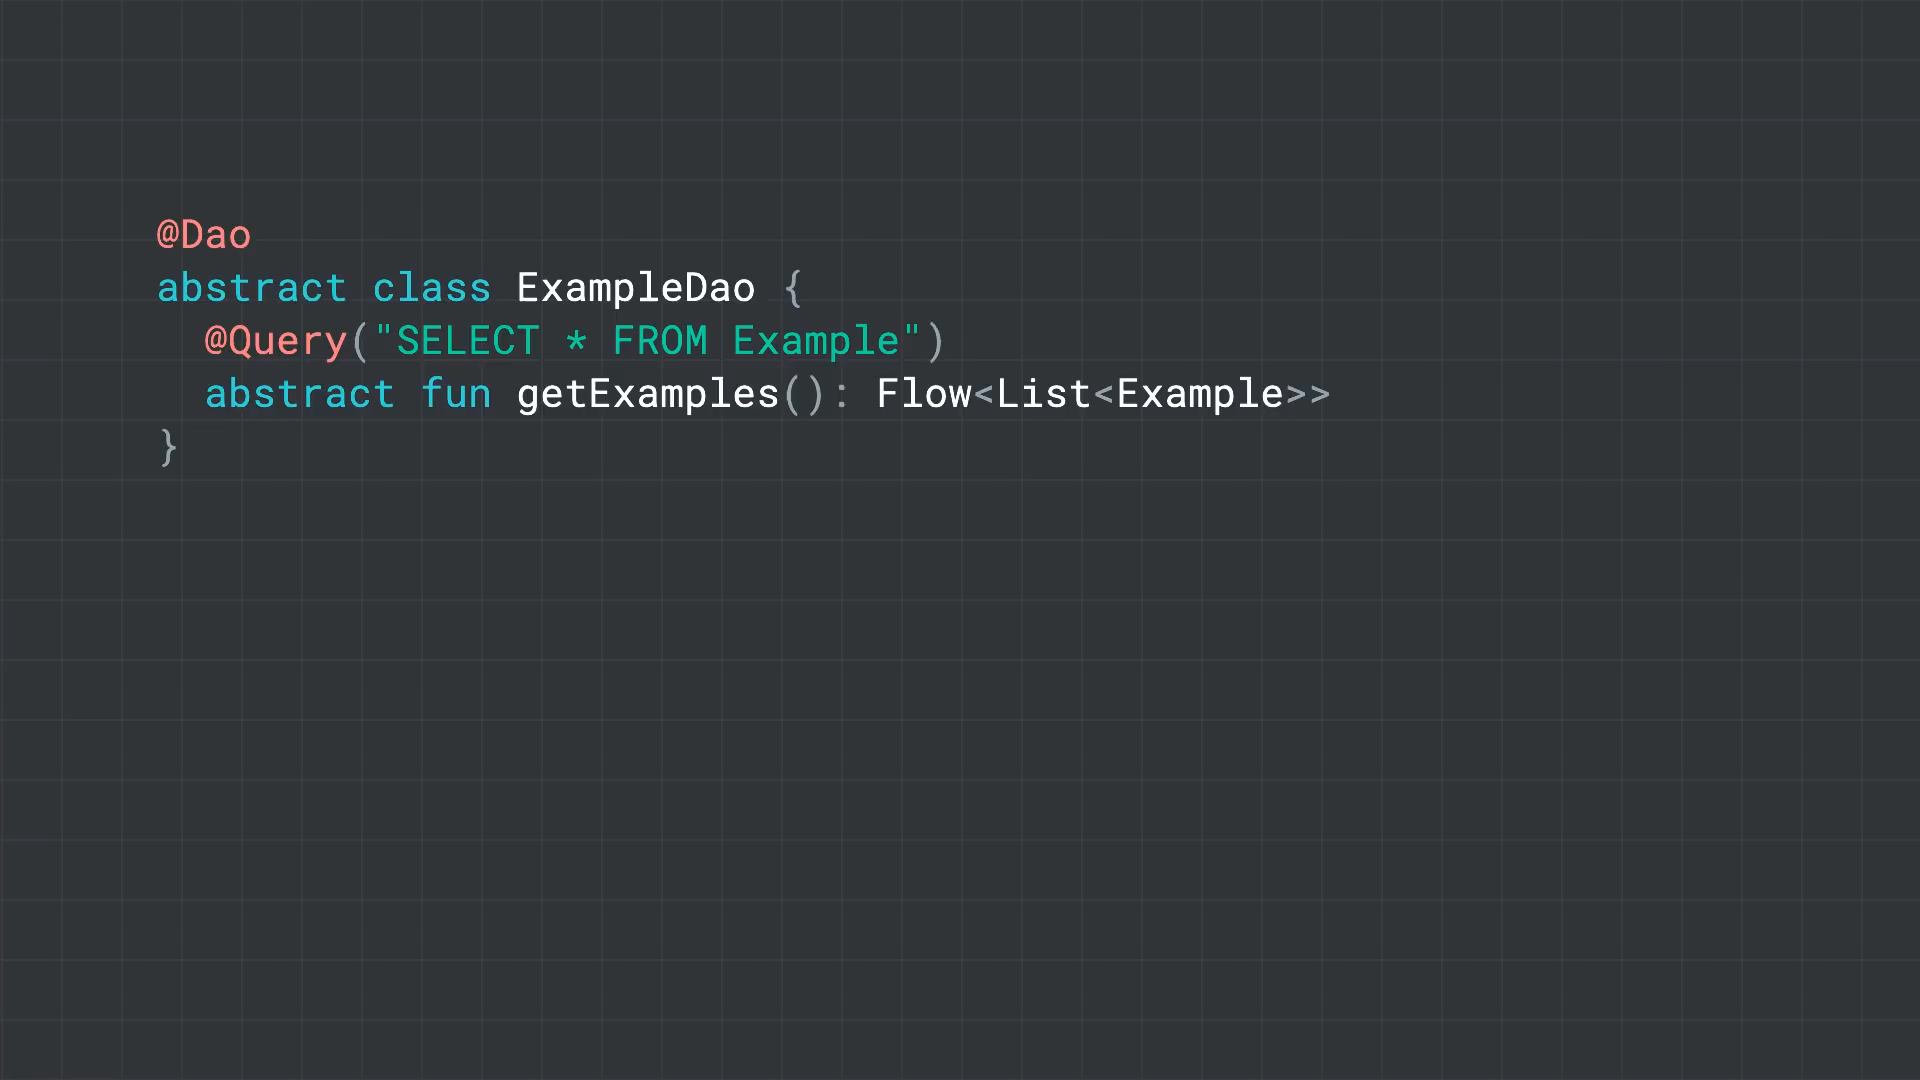 @Dao
abstract class ExampleDao {
  @Query("SELECT * FROM Example")
  abstract fun getExamples(): Flow<List<Example>>
}